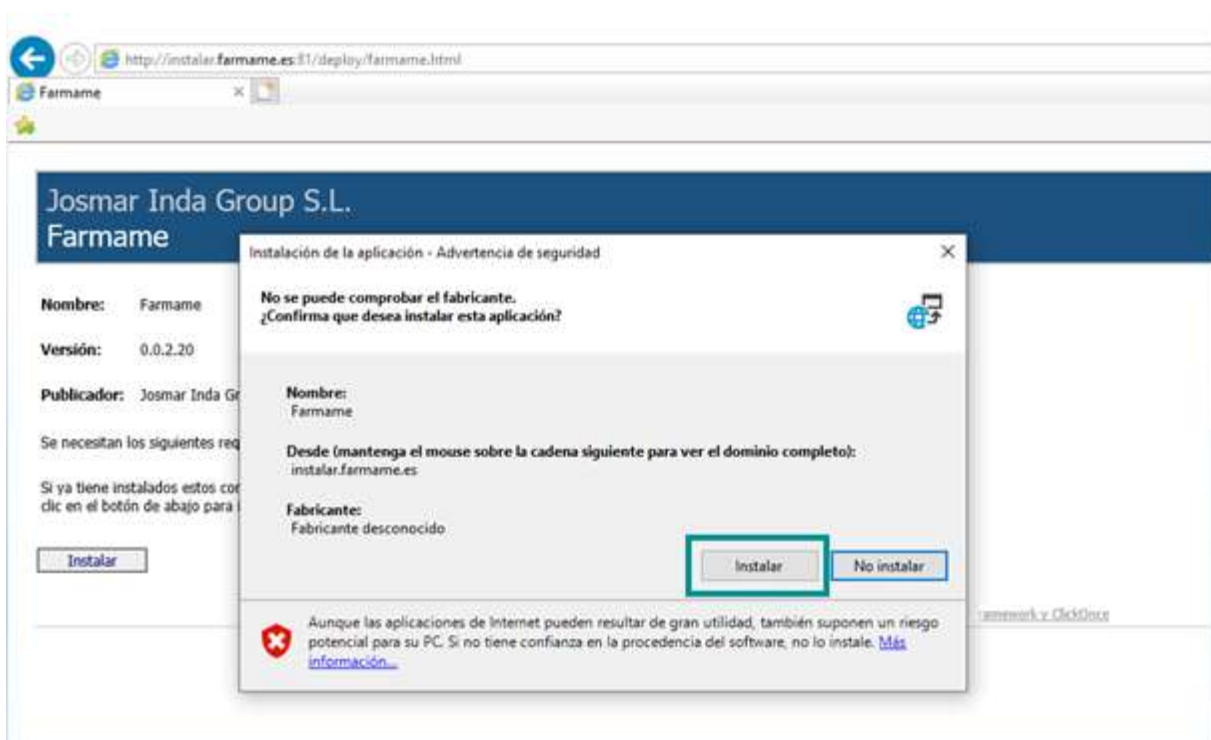 http://instalar.farmame.es:81/deploy/farmame.html
Farmame
Josmar Inda Group S.L.
Farmame
Nombre: Farmame
Versión: 0.0.2.20
Publicador: Josmar Inda Gr
Se necesitan los siguientes req
Si ya tiene instalados estos cor
clic en el botón de abajo para i
Instalar
Instalación de la aplicación - Advertencia de seguridad
No se puede comprobar el fabricante.
¿Confirma que desea instalar esta aplicación?
Nombre:
Farmame
Desde (mantenga el mouse sobre la cadena siguiente para ver el dominio completo):
instalar.farmame.es
Fabricante:
Fabricante desconocido
Instalar
No instalar
Aunque las aplicaciones de Internet pueden resultar de gran utilidad, también suponen un riesgo
potencial para su PC. Si no tiene confianza en la procedencia del software, no lo instale. Más
información...
ramework y ClickOnce